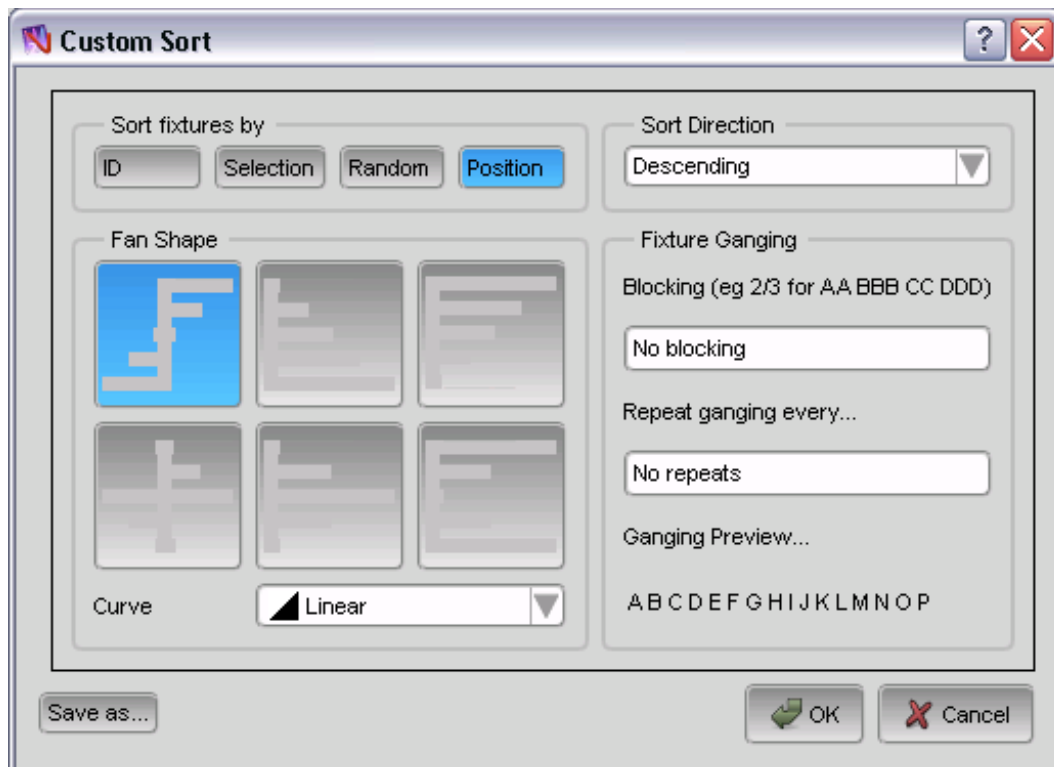 Custom Sort
Sort fixtures by
ID Selection Random Position
Sort Direction
Descending
Fan Shape
Curve Linear
Fixture Ganging
Blocking (eg 2/3 for AA BBB CC DDD)
No blocking
Repeat ganging every...
No repeats
Ganging Preview...
A B C D E F G H I J K L M N O P
Save as... OK Cancel